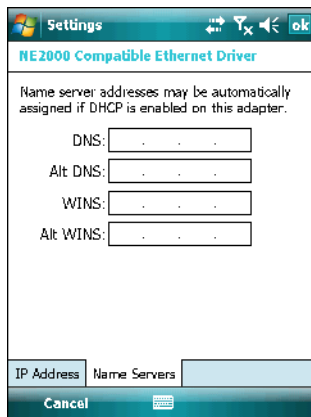 Settings ok
NE2000 Compatible Ethernet Driver
Name server addresses may be automatically
assigned if DHCP is enabled on this adapter.
DNS: . . .
Alt DNS: . . .
WINS: . . .
Alt WINS: . . .
IP Address Name Servers
Cancel